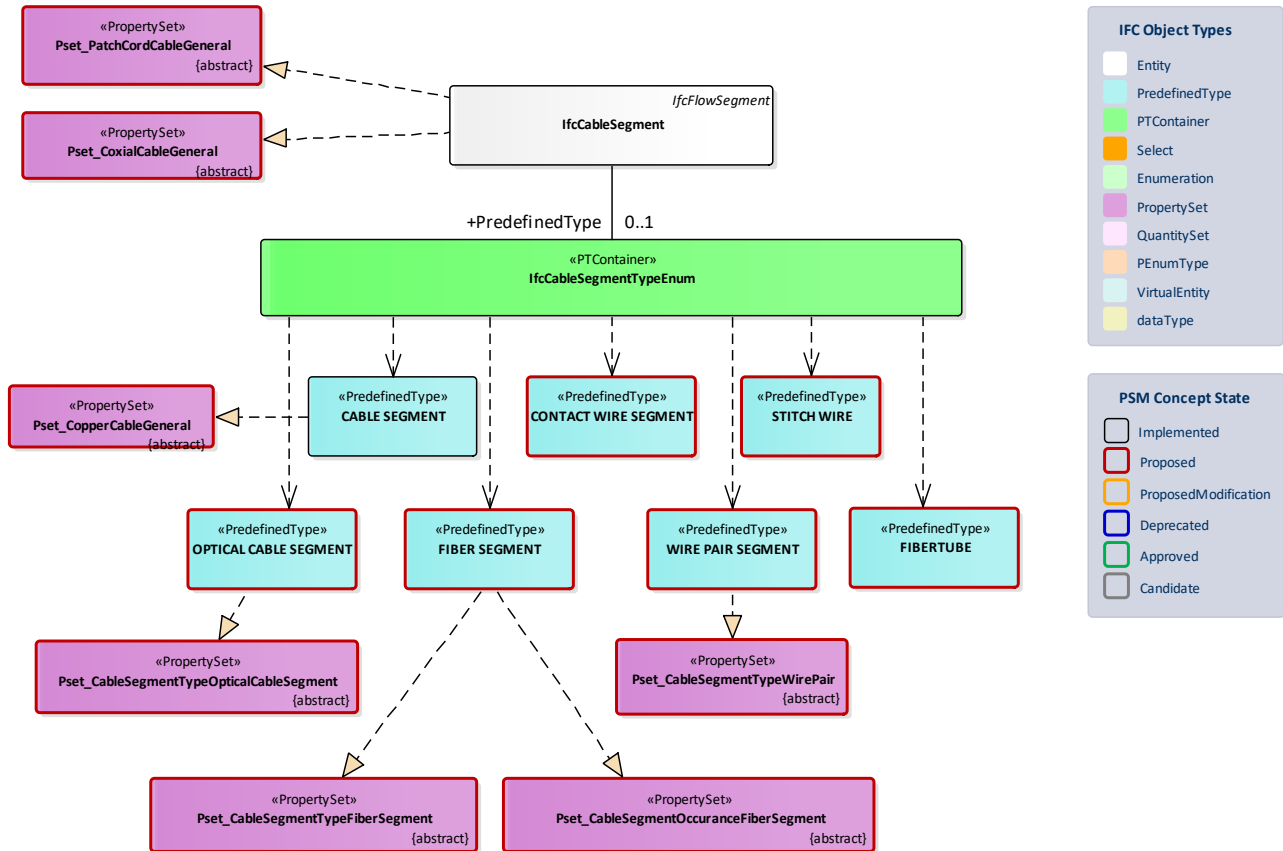 «PropertySet»
Pset_PatchCordCableGeneral
{abstract}
«PropertySet»
Pset_CoxialCableGeneral
{abstract}
IfcFlowSegment
IfcCableSegment
+PredefinedType 0..1
«PTContainer»
IfcCableSegmentTypeEnum
«PropertySet»
Pset_CopperCableGeneral
{abstract}
«PredefinedType»
CABLE SEGMENT
«PredefinedType»
CONTACT WIRE SEGMENT
«PredefinedType»
STITCH WIRE
«PredefinedType»
OPTICAL CABLE SEGMENT
«PredefinedType»
FIBER SEGMENT
«PredefinedType»
WIRE PAIR SEGMENT
«PredefinedType»
FIBERTUBE
«PropertySet»
Pset_CableSegmentTypeOpticalCableSegment
{abstract}
«PropertySet»
Pset_CableSegmentTypeWirePair
{abstract}
«PropertySet»
Pset_CableSegmentTypeFiberSegment
{abstract}
«PropertySet»
Pset_CableSegmentOccuranceFiberSegment
{abstract}
IFC Object Types
Entity
PredefinedType
PTContainer
Select
Enumeration
PropertySet
QuantitySet
PEnumType
VirtualEntity
dataType
PSM Concept State
Implemented
Proposed
ProposedModification
Deprecated
Approved
Candidate